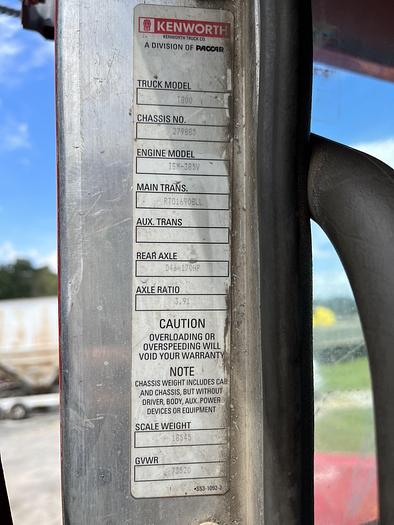 KENWORTH
KENWORTH TRUCK CO.
A DIVISION OF PACCAR
TRUCK MODEL
T800
CHASSIS NO.
ENGINE MODEL
MAIN TRANS.
RTO16908LL
AUX. TRANS
REAR AXLE
AXLE RATIO
3.91
CAUTION
OVERLOADING OR
OVERSPEEDING WILL
VOID YOUR WARRANTY
NOTE
CHASSIS WEIGHT INCLUDES CAB
AND CHASSIS, BUT WITHOUT
DRIVER, BODY, AUX. POWER
DEVICES OR EQUIPMENT
SCALE WEIGHT
GVWR